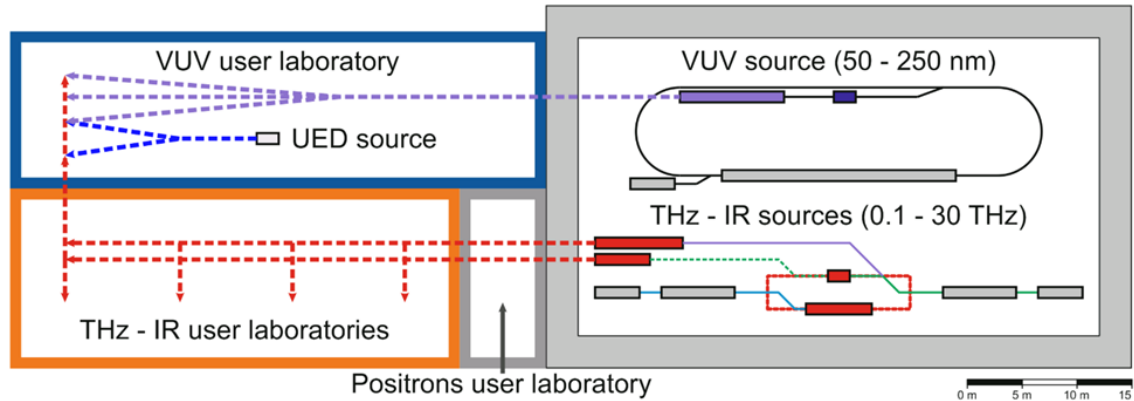 VUV user laboratory
VUV source (50 - 250 nm)
UED source
THz - IR sources (0.1 - 30 THz)
THz - IR user laboratories
Positrons user laboratory
0 m 5 m 10 m 15